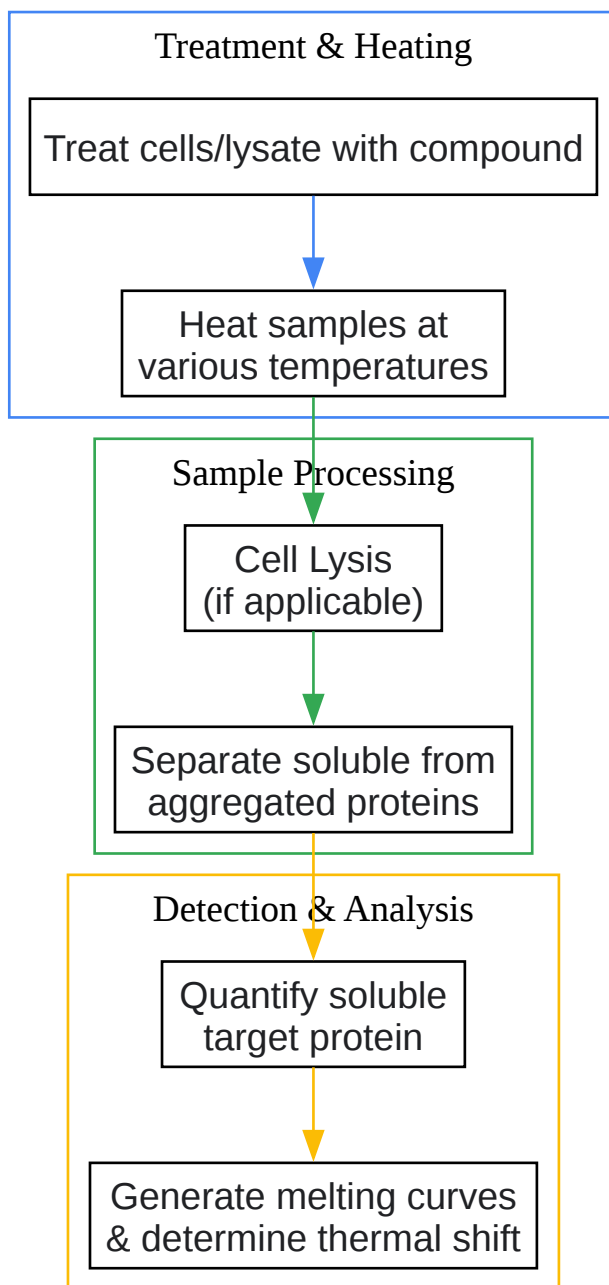 Treatment & Heating
Treat cells/lysate with compound
Heat samples at
various temperatures
Sample Processing
Cell Lysis
(if applicable)
Separate soluble from
aggregated proteins
Detection & Analysis
Quantify soluble
target protein
Generate melting curves
& determine thermal shift